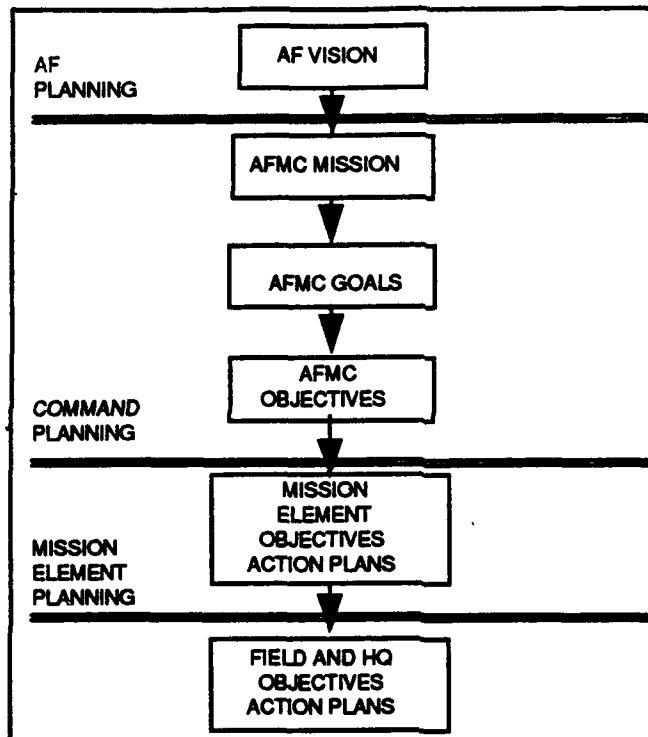 AF VISION
AF
PLANNING
AFMC MISSION
AFMC GOALS
AFMC
OBJECTIVES
COMMAND
PLANNING
MISSION
ELEMENT
OBJECTIVES
ACTION PLANS
MISSION
ELEMENT PLANNING
PLANNING
FIELD AND HQ
OBJECTIVES
ACTION PLANS